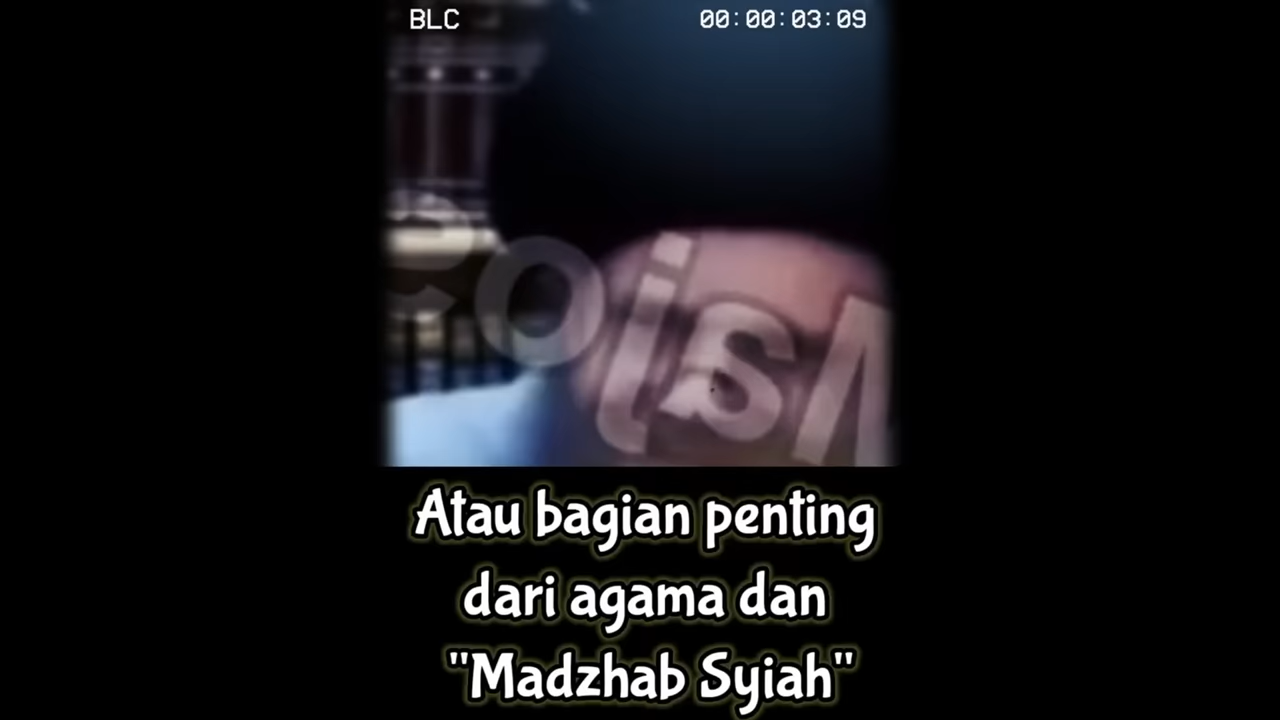 BLC
00:00:03:09
Atau bagian penting
dari agama dan
"Madzhab Syiah"